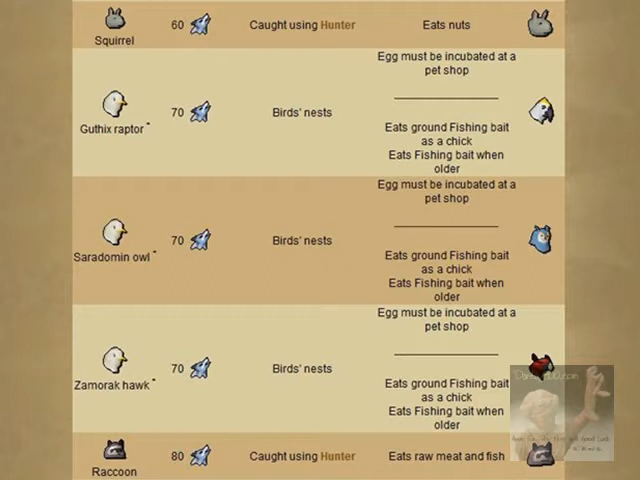 Squirrel
60
Caught using Hunter
Eats nuts
Guthix raptor *
70
Birds' nests
Egg must be incubated at a
pet shop
Eats ground Fishing bait
as a chick
Eats Fishing bait when
older
Saradomin owl *
70
Birds' nests
Egg must be incubated at a
pet shop
Eats ground Fishing bait
as a chick
Eats Fishing bait when
older
Zamorak hawk *
70
Birds' nests
Egg must be incubated at a
pet shop
Eats ground Fishing bait
as a chick
Eats Fishing bait when
older
Raccoon
80
Caught using Hunter
Eats raw meat and fish